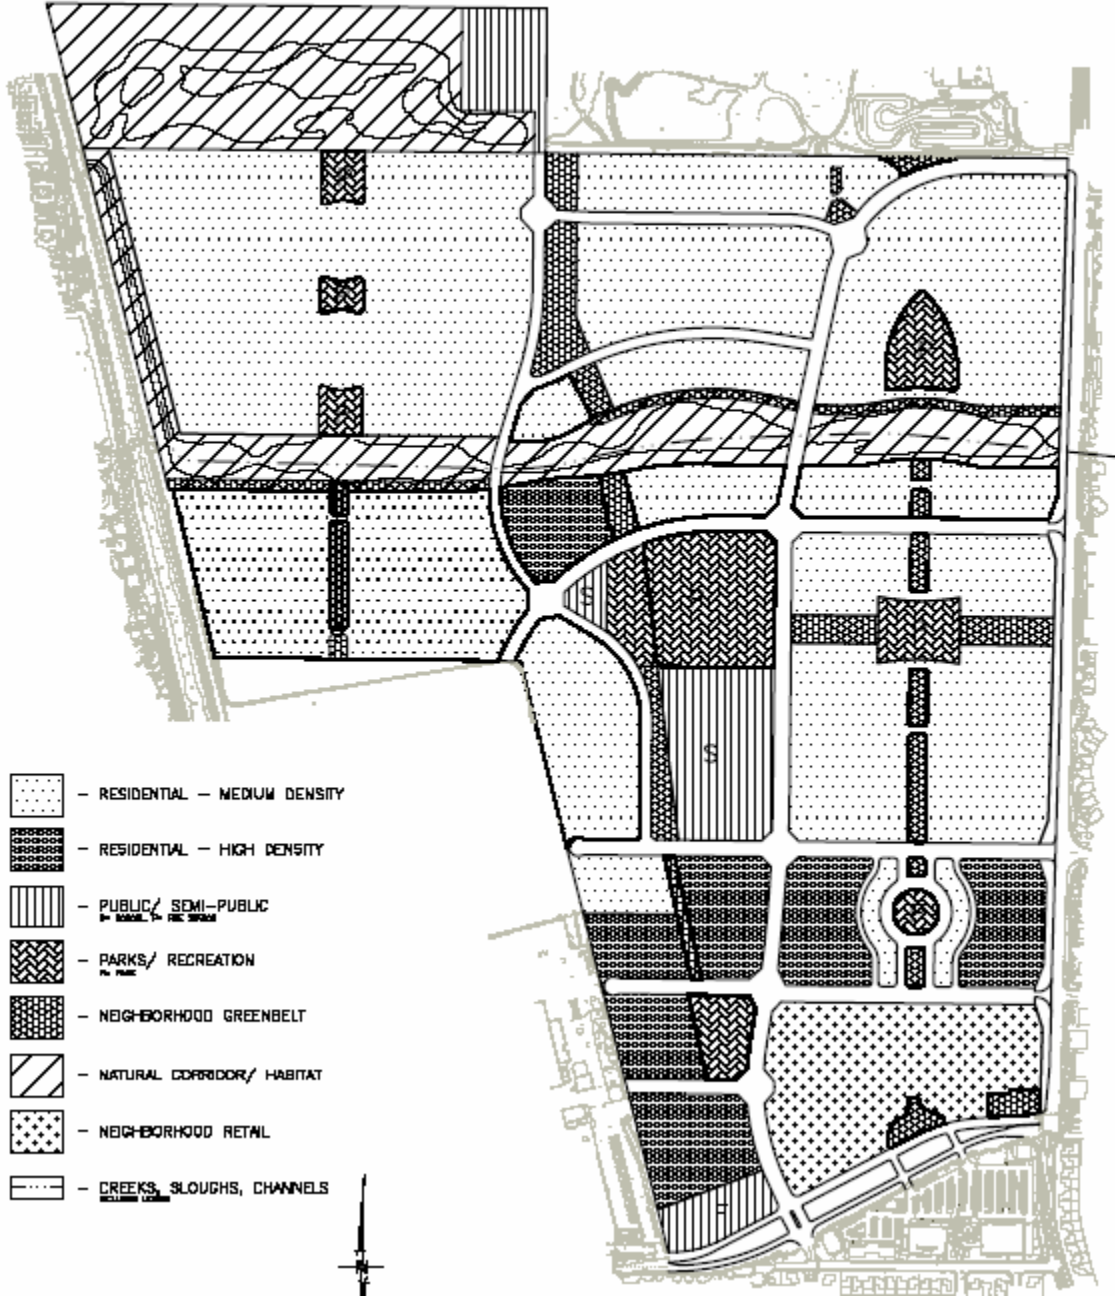 S
S
F
- RESIDENTIAL - MEDIUM DENSITY
- RESIDENTIAL - HIGH DENSITY
- PUBLIC/ SEMI-PUBLIC
- PARKS/ RECREATION
- NEIGHBORHOOD GREENBELT
- NATURAL CORRIDOR/ HABITAT
- NEIGHBORHOOD RETAIL
- CREEKS, SLOUGHS, CHANNELS
N